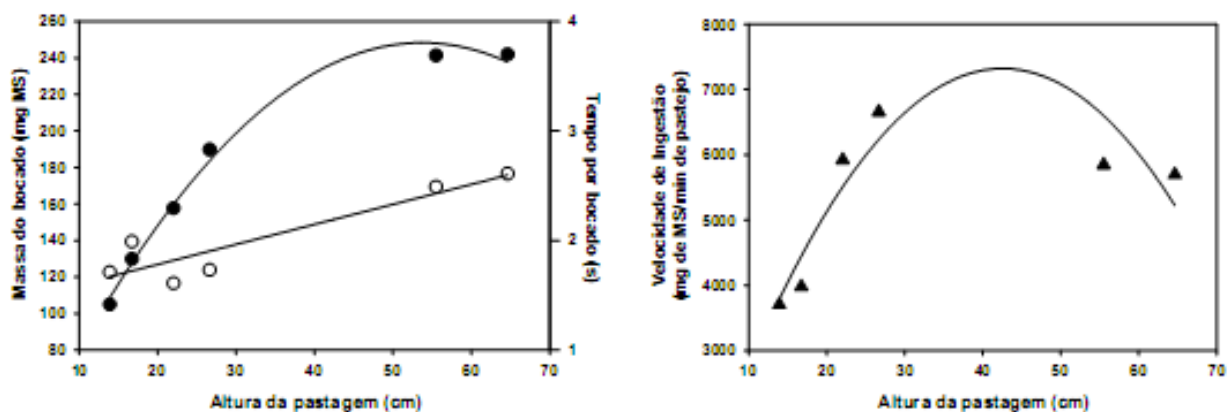 260
240
220
200
180
160
140
120
100
80
Massa do bocado (mg MS)
4
3
2
1
Tempo por bocado (s)
10 20 30 40 50 60 70
Altura da pastagem (cm)
8000
7000
6000
5000
4000
3000
Velocidade de Ingestão
(mg de MS/min de pastejo)
10 20 30 40 50 60 70
Altura da pastagem (cm)